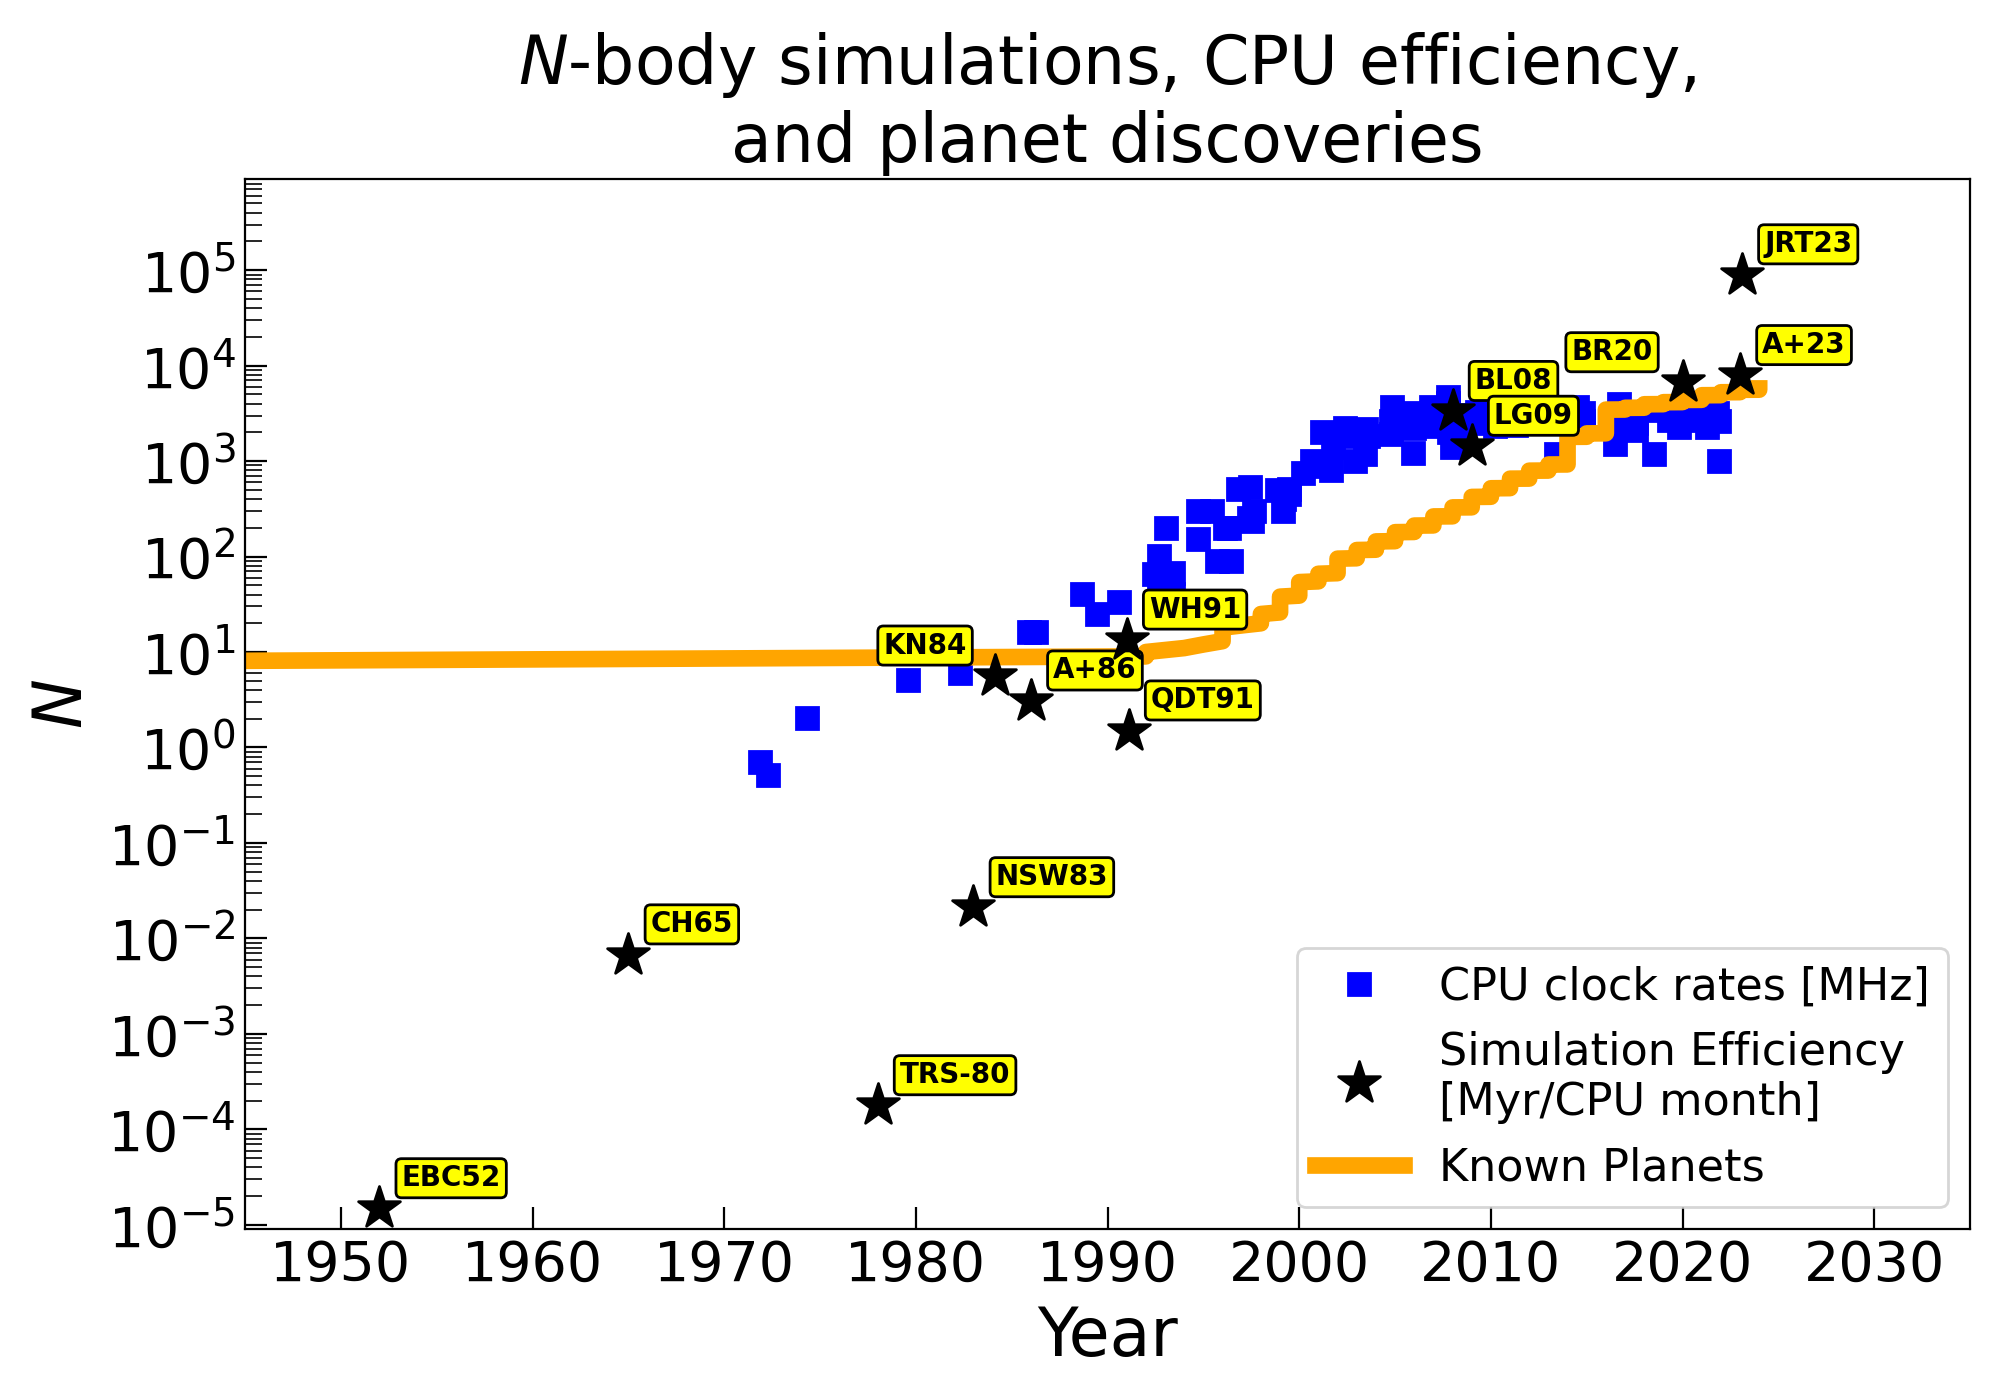 N-body simulations, CPU efficiency,
and planet discoveries
N
10^5
10^4
10^3
10^2
10^1
10^0
10^−1
10^−2
10^−3
10^−4
10^−5
JRT23
A+23
BR20
BL08
LG09
WH91
KN84
A+86
QDT91
NSW83
CH65
TRS-80
EBC52
CPU clock rates [MHz]
Simulation Efficiency
[Myr/CPU month]
Known Planets
1950 1960 1970 1980 1990 2000 2010 2020 2030
Year